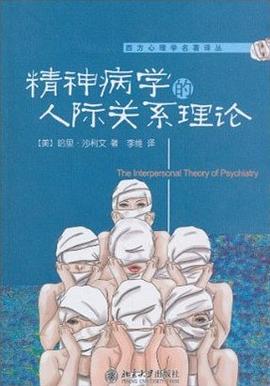 西方心理学名著译丛
精神病学的
人际关系理论
【美】哈里·沙利文 著 李维 译
The Interpersonal Theory of Psychiatry
北京大学出版社